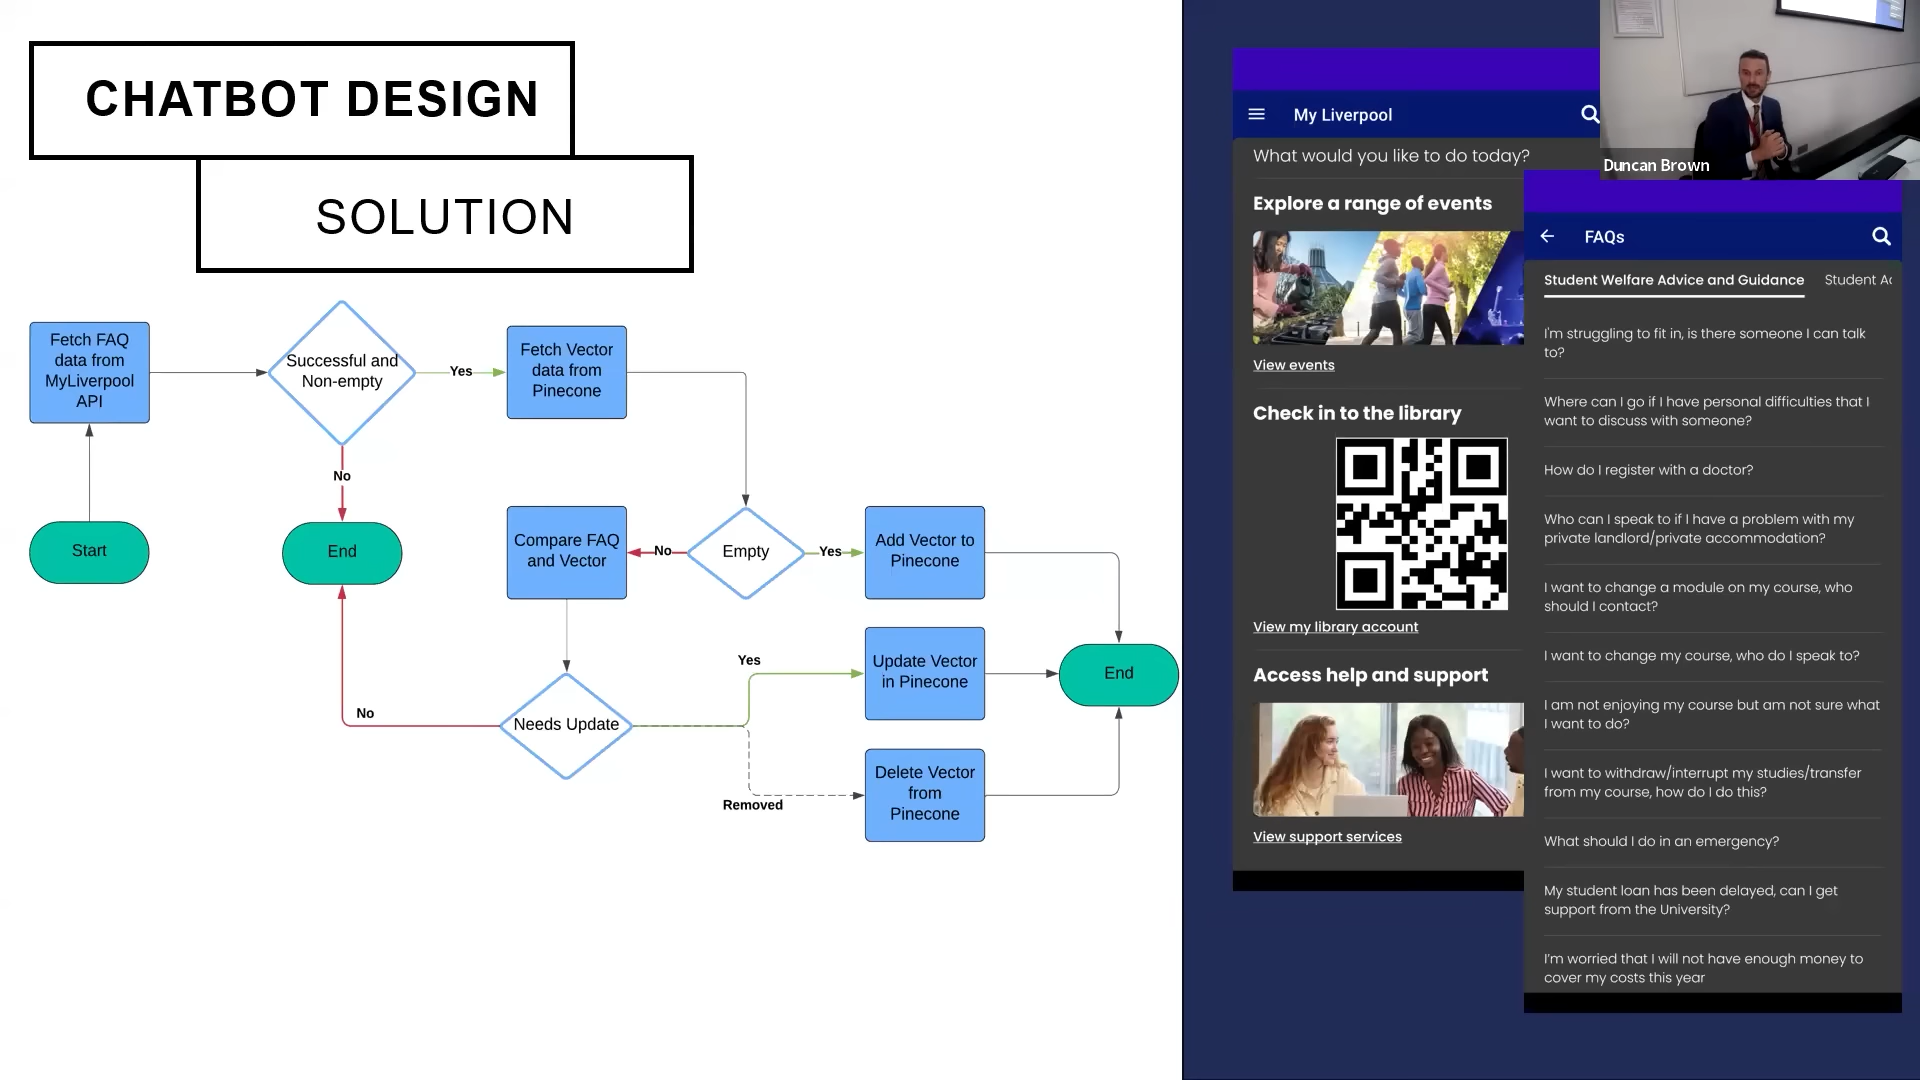 CHATBOT DESIGN
SOLUTION
Fetch FAQ
data from
MyLiverpool
API
Successful and
Non-empty
Yes
Fetch Vector
data from
Pinecone
No
Start
End
Compare FAQ
and Vector
No
Empty
Yes
Add Vector to
Pinecone
Needs Update
No
Yes
Update Vector
in Pinecone
End
Removed
Delete Vector
from
Pinecone
My Liverpool
What would you like to do today?
Explore a range of events
View events
Check in to the library
View my library account
Access help and support
View support services
Duncan Brown
FAQs
Student Welfare Advice and Guidance
Student Ac
I'm struggling to fit in, is there someone I can talk
to?
Where can I go if I have personal difficulties that I
want to discuss with someone?
How do I register with a doctor?
Who can I speak to if I have a problem with my
private landlord/private accommodation?
I want to change a module on my course, who
should I contact?
I want to change my course, who do I speak to?
I am not enjoying my course but am not sure what
I want to do?
I want to withdraw/interrupt my studies/transfer
from my course, how do I do this?
What should I do in an emergency?
My student loan has been delayed, can I get
support from the University?
I'm worried that I will not have enough money to
cover my costs this year